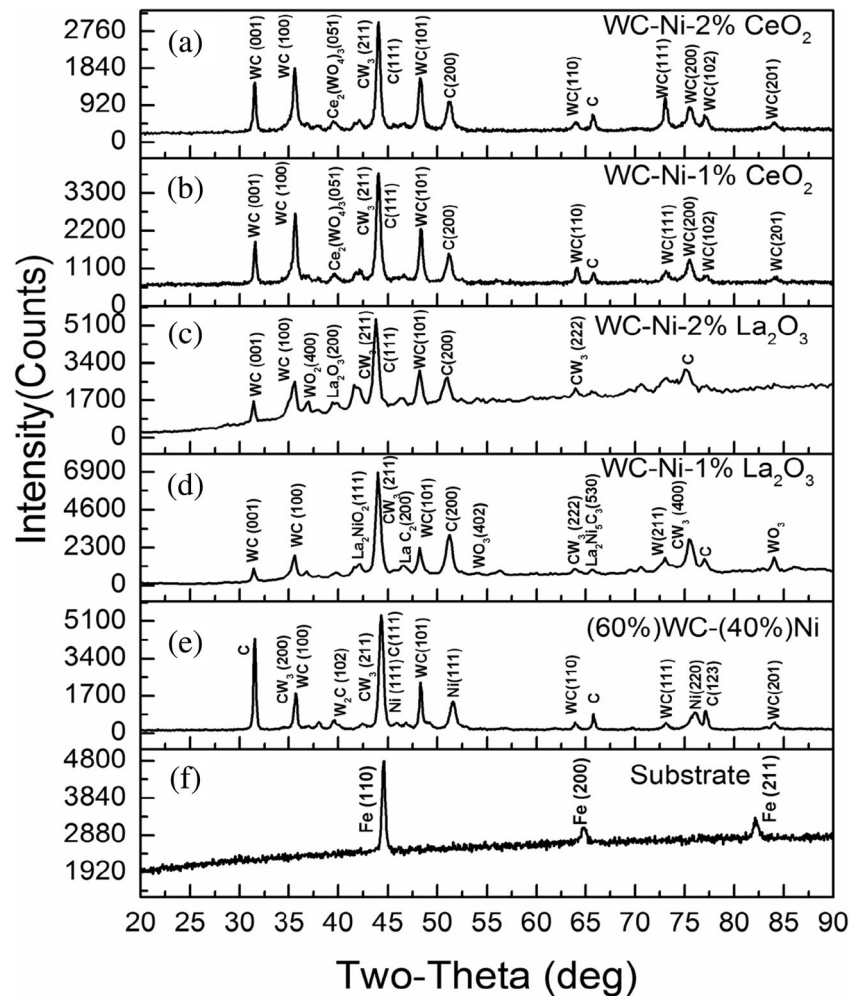 Intensity(Counts)
(a)
WC-Ni-2% CeO₂
2760
1840
920
0
WC (001)
WC (100)
Ce₂(WO₄)₃(051)
CW₃ (211)
C(111)
WC(101)
C(200)
WC(110)
C
WC(111)
WC(200)
WC(102)
WC(201)
(b)
WC-Ni-1% CeO₂
3300
2200
1100
0
WC (001)
WC (100)
Ce₂(WO₄)₃(051)
CW₃ (211)
C(111)
WC(101)
C(200)
WC(110)
C
WC(111)
WC(200)
WC(102)
WC(201)
(c)
WC-Ni-2% La₂O₃
5100
3400
1700
0
WC (001)
WC (100)
WO₂(400)
La₂O₃(200)
CW₃ (211)
C(111)
WC(101)
C(200)
CW₃ (222)
C
(d)
WC-Ni-1% La₂O₃
6900
4600
2300
0
WC (001)
WC (100)
La₂NiO₂(111)
CW₃ (211)
La C₂(200)
WC(101)
C(200)
WO₃(402)
CW₃ (222)
La₂Ni₅C₃(530)
W(211)
CW₃ (400)
C
WO₃
(e)
(60%)WC-(40%)Ni
5100
3400
1700
0
C
CW₃ (200)
WC (100)
W₂C (102)
CW₃ (211)
Ni (111) C(111)
WC(101)
Ni(111)
WC(110)
C
WC(111)
Ni(220)
C(123)
WC(201)
(f)
Substrate
4800
3840
2880
1920
Fe (110)
Fe (200)
Fe (211)
20 25 30 35 40 45 50 55 60 65 70 75 80 85 90
Two-Theta (deg)